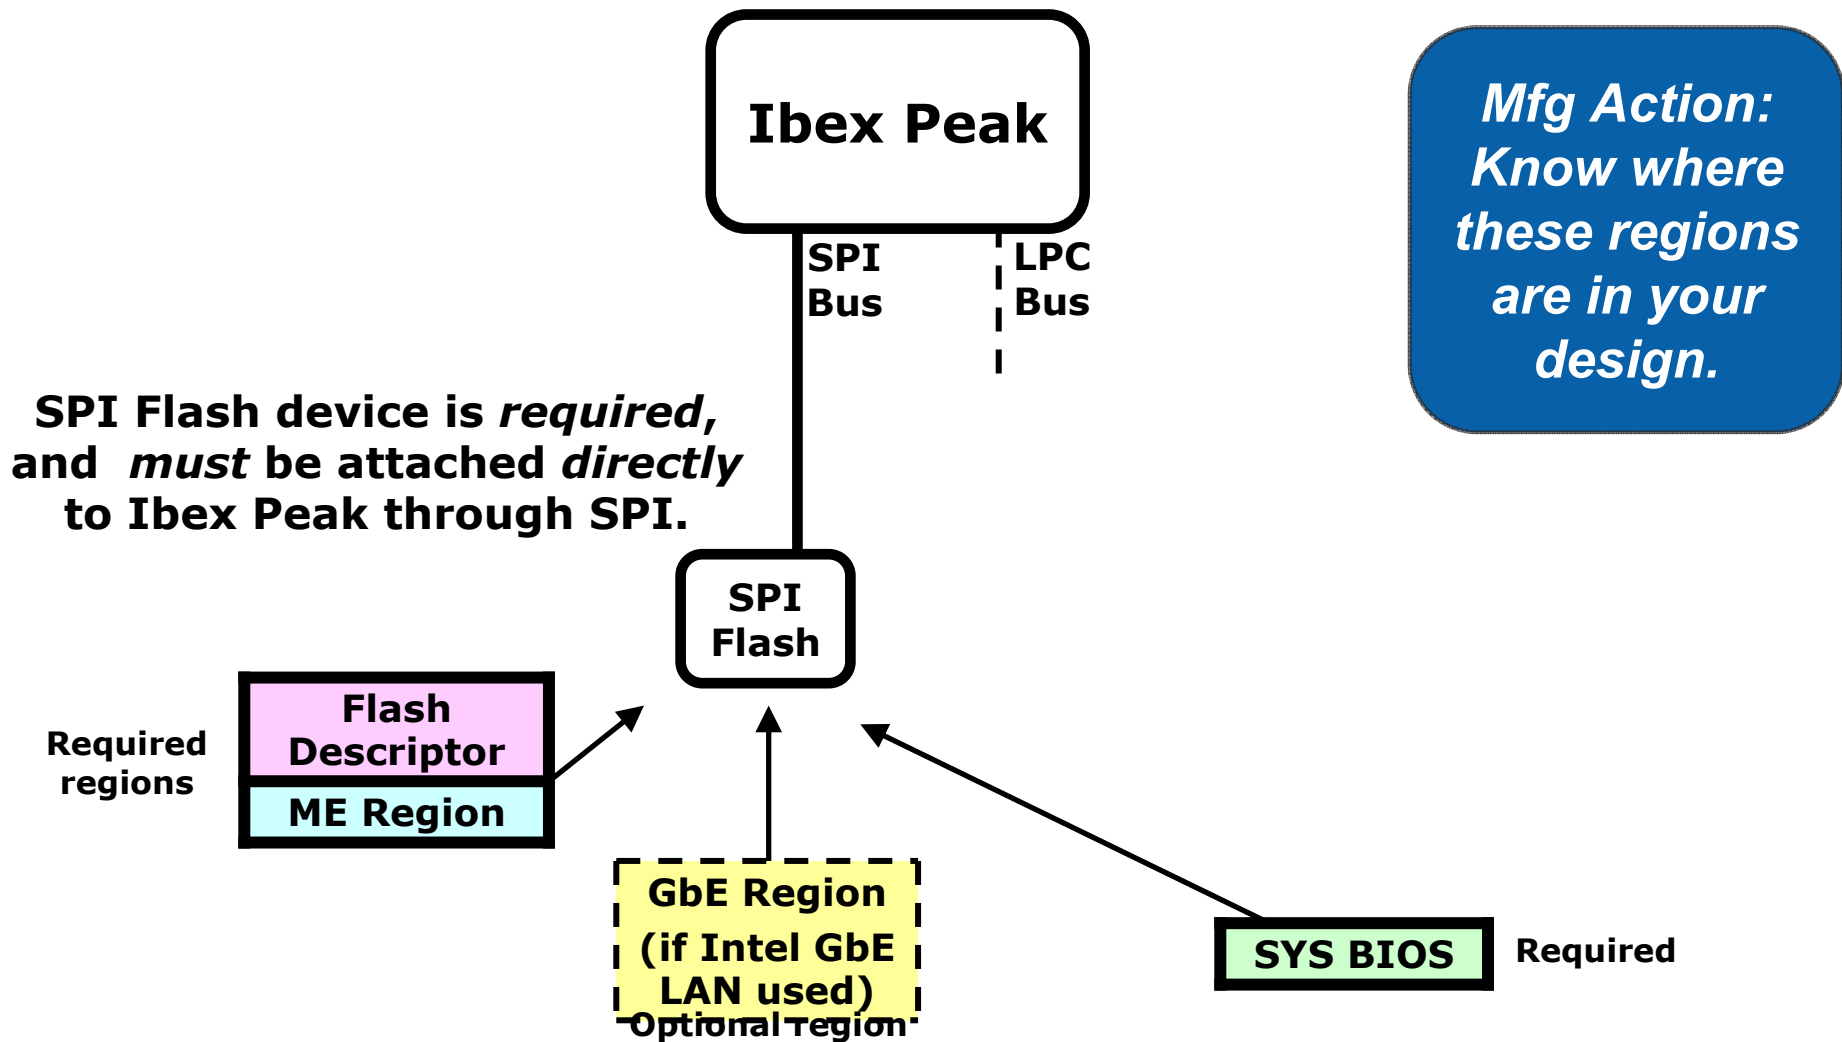 Ibex Peak
Mfg Action:
Know where
these regions
are in your
design.
SPI
Bus
LPC
Bus
SPI Flash device is required,
and must be attached directly
to Ibex Peak through SPI.
SPI
Flash
Required
regions
Flash
Descriptor
ME Region
GbE Region
(if Intel GbE
LAN used)
Optional region
SYS BIOS
Required